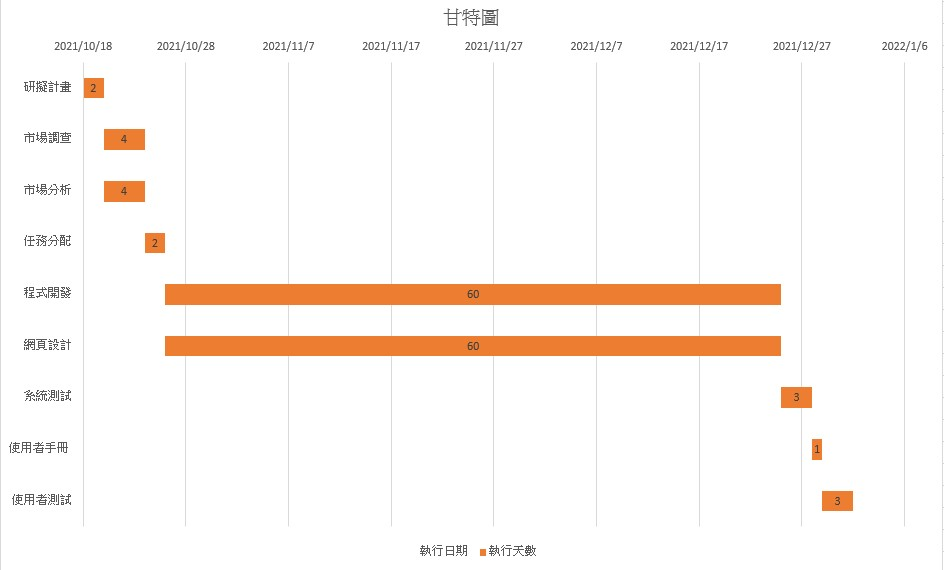 甘特圖
2021/10/18 2021/10/28 2021/11/7 2021/11/17 2021/11/27 2021/12/7 2021/12/17 2021/12/27 2022/1/6
研擬計畫 2
市場調查 4
市場分析 4
任務分配 2
程式開發 60
網頁設計 60
系統測試 3
使用者手冊 1
使用者測試 3
執行日期 執行天數